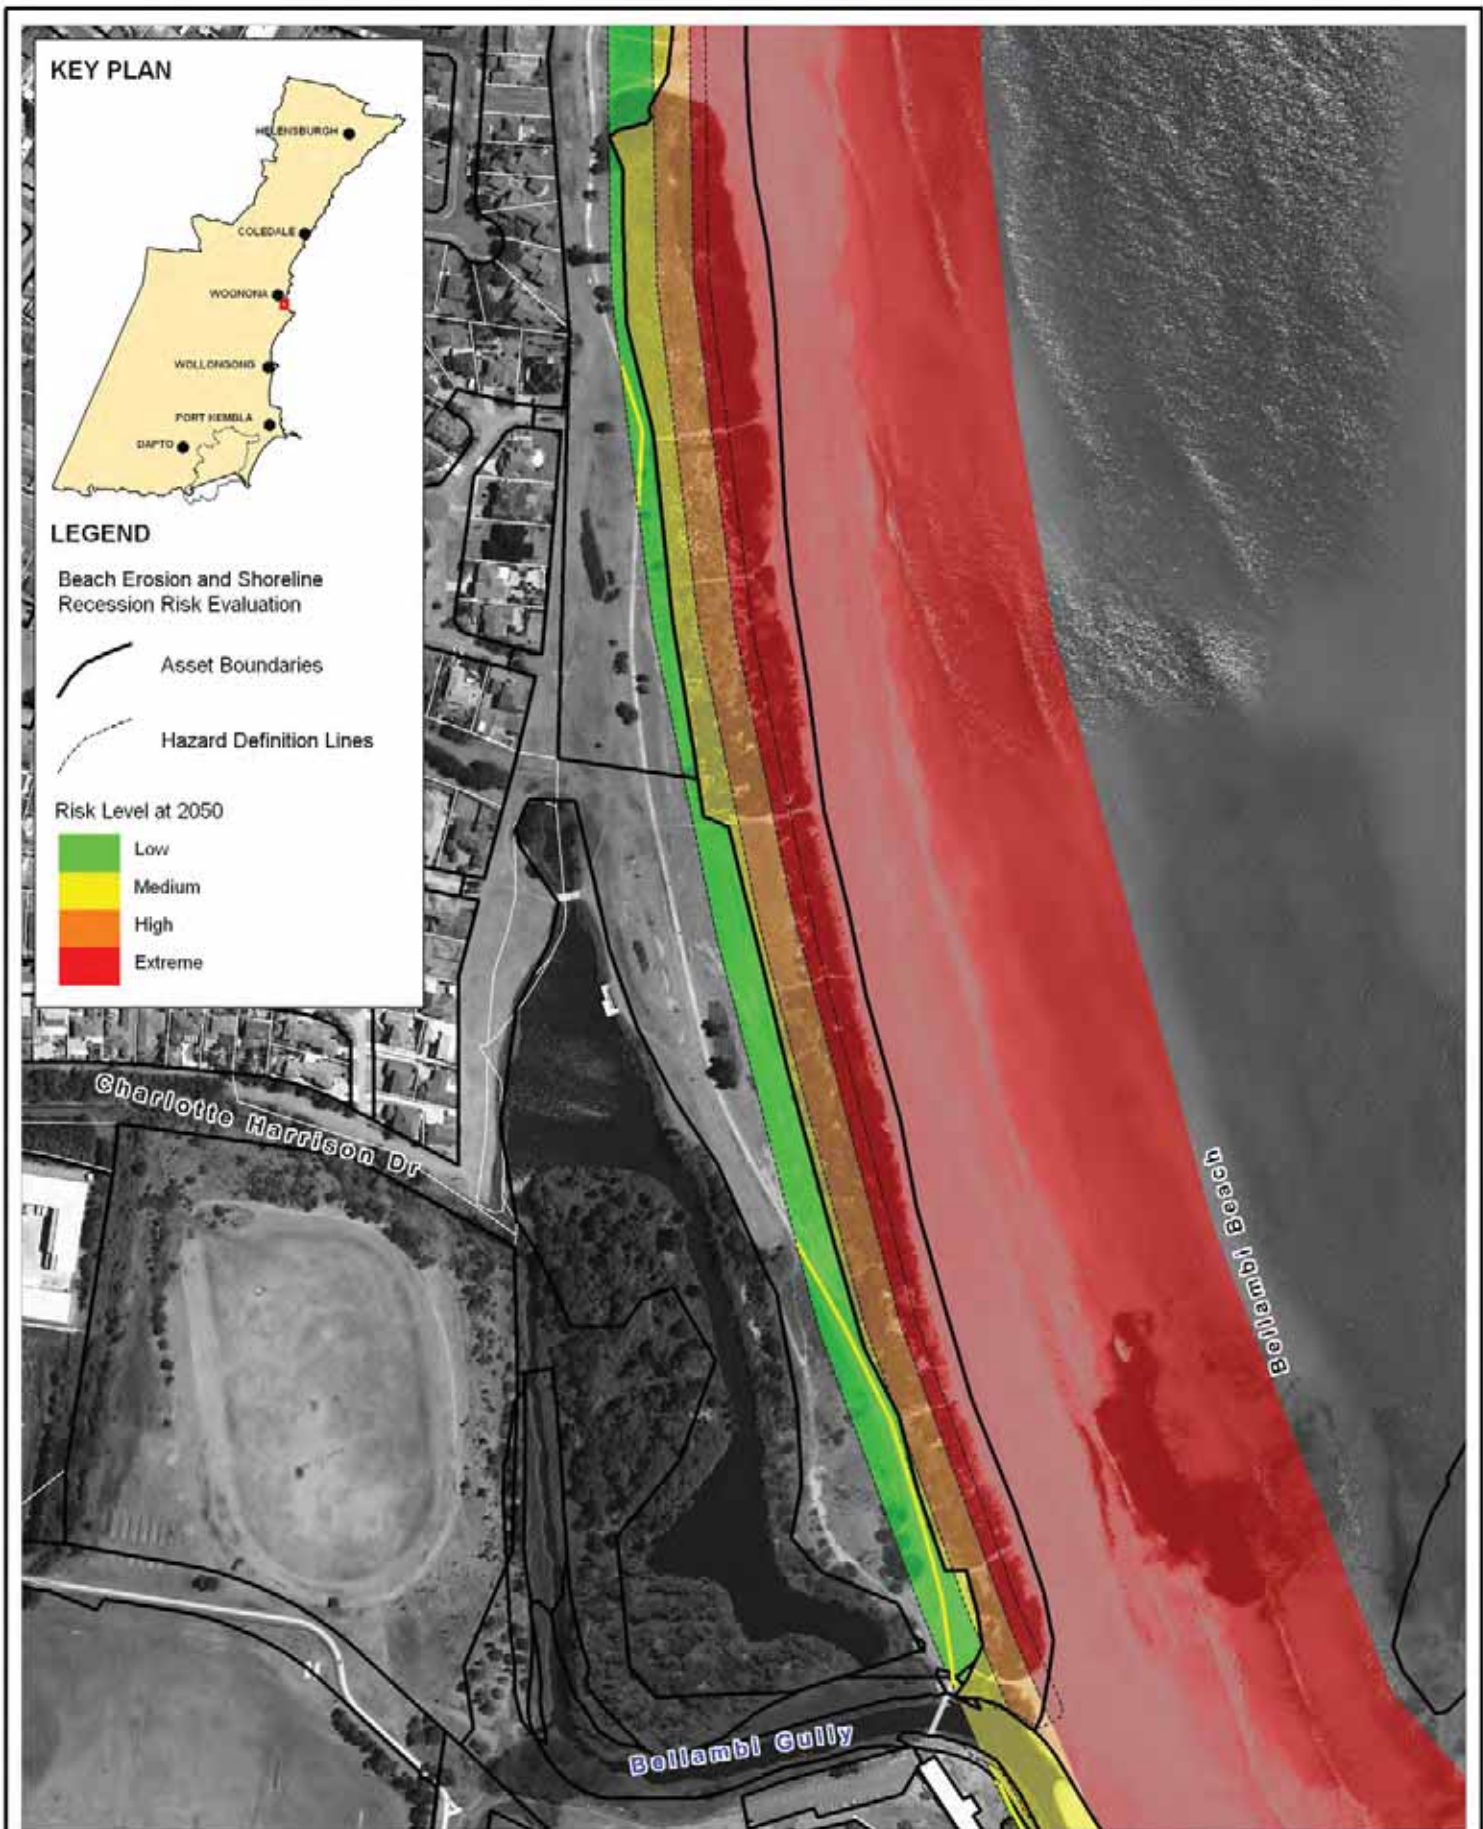 KEY PLAN
HELENSBURGH
COLEDALE
WOONONA
WOLLONGONG
PORT KEMBLA
DAPTO
LEGEND
Beach Erosion and Shoreline
Recession Risk Evaluation
Asset Boundaries
Hazard Definition Lines
Risk Level at 2050
Low
Medium
High
Extreme
Charlotte Harrison Dr
Bellambi Beach
Bellambi Gully